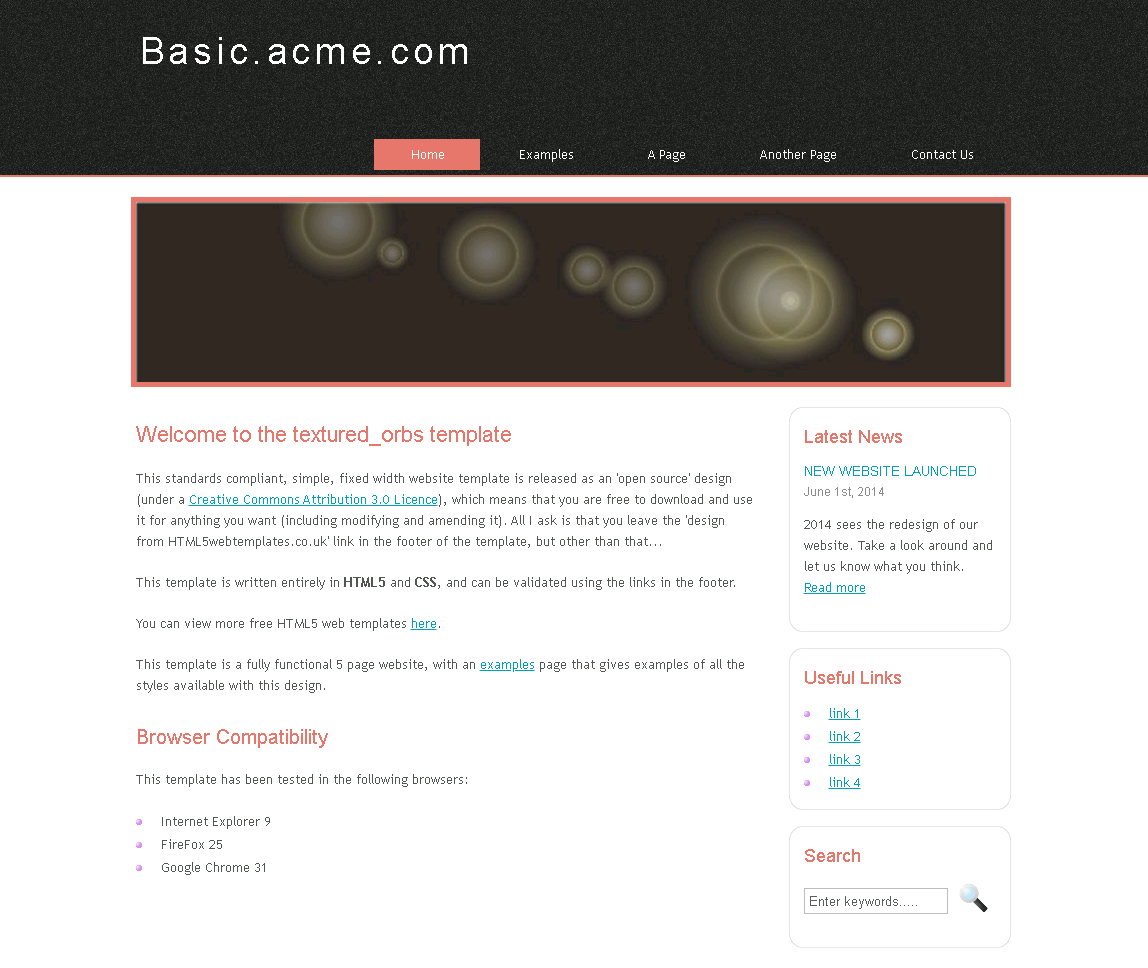 Basic.acme.com
Home Examples A Page Another Page Contact Us
Welcome to the textured_orbs template
This standards compliant, simple, fixed width website template is released as an 'open source' design
(under a Creative Commons Attribution 3.0 Licence), which means that you are free to download and use
it for anything you want (including modifying and amending it). All I ask is that you leave the 'design
from HTML5webtemplates.co.uk' link in the footer of the template, but other than that...
This template is written entirely in HTML5 and CSS, and can be validated using the links in the footer.
You can view more free HTML5 web templates here.
This template is a fully functional 5 page website, with an examples page that gives examples of all the
styles available with this design.
Browser Compatibility
This template has been tested in the following browsers:
Internet Explorer 9
FireFox 25
Google Chrome 31
Latest News
NEW WEBSITE LAUNCHED
June 1st, 2014
2014 sees the redesign of our
website. Take a look around and
let us know what you think.
Read more
Useful Links
link 1
link 2
link 3
link 4
Search
Enter keywords.....